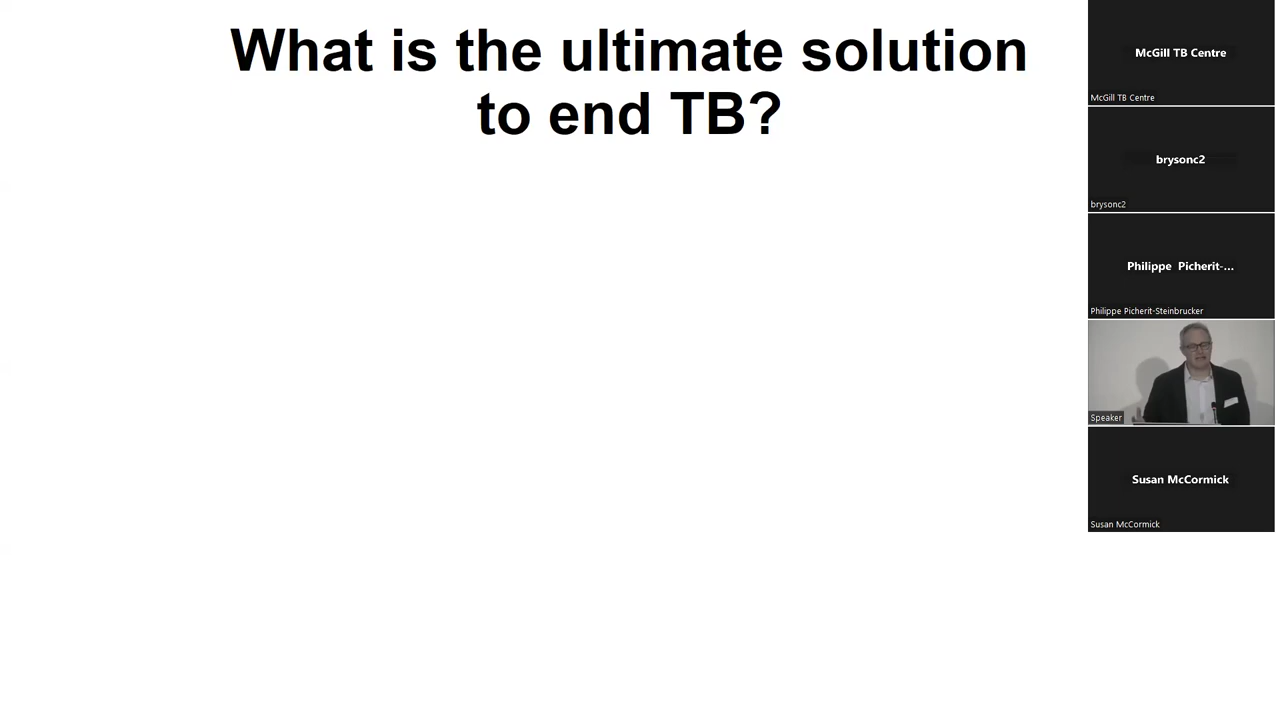 What is the ultimate solution
to end TB?
McGill TB Centre
McGill TB Centre
brysonc2
brysonc2
Philippe Picherit-...
Philippe Picherit-Steinbrucker
Speaker
Susan McCormick
Susan McCormick